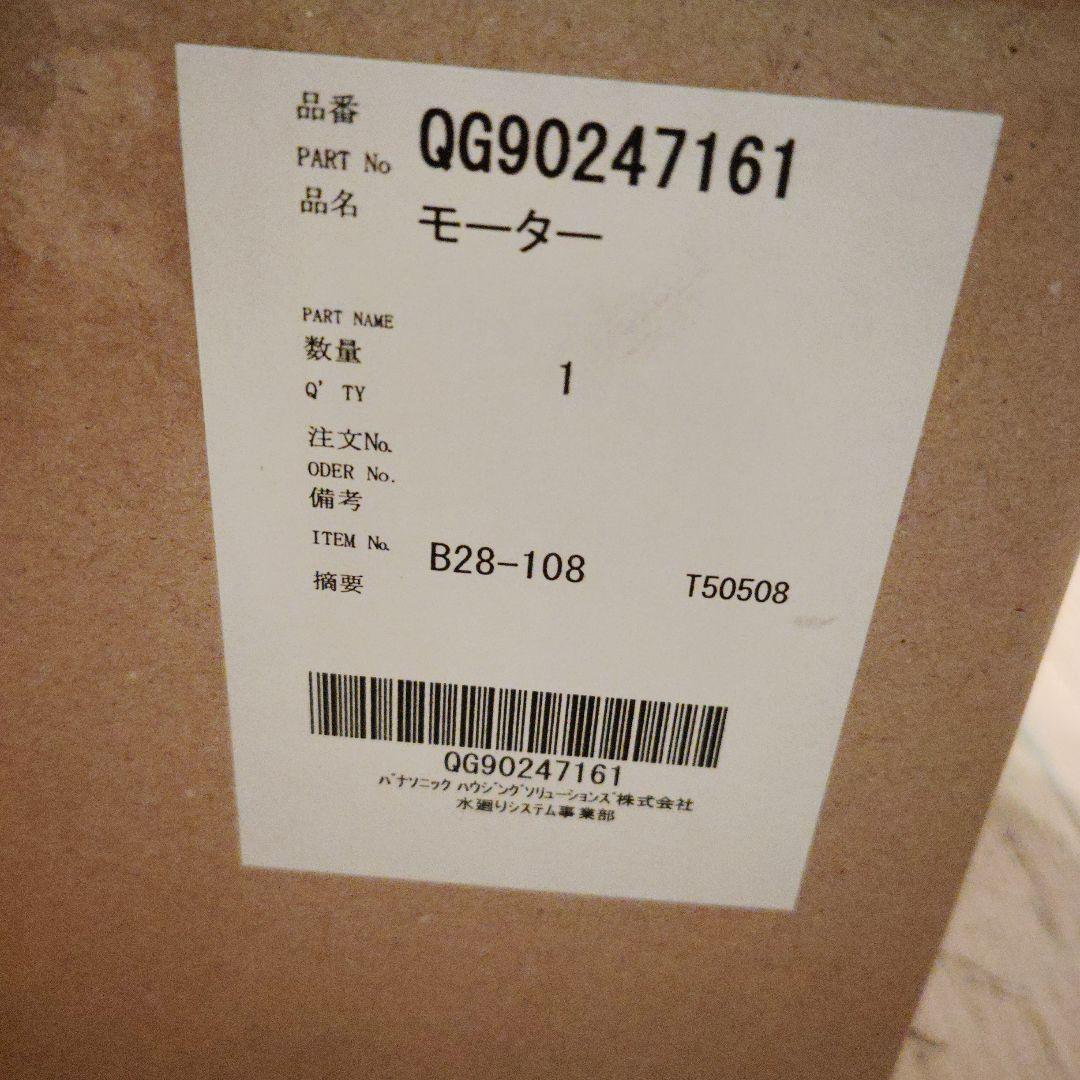 品番
PART No QG90247161
品名 モーター
PART NAME
数量
Q' TY 1
注文No.
ODER No.
備考
ITEM No. B28-108 T50508
摘要
QG90247161
パナソニック ハウジングソリューションズ株式会社
水廻りシステム事業部